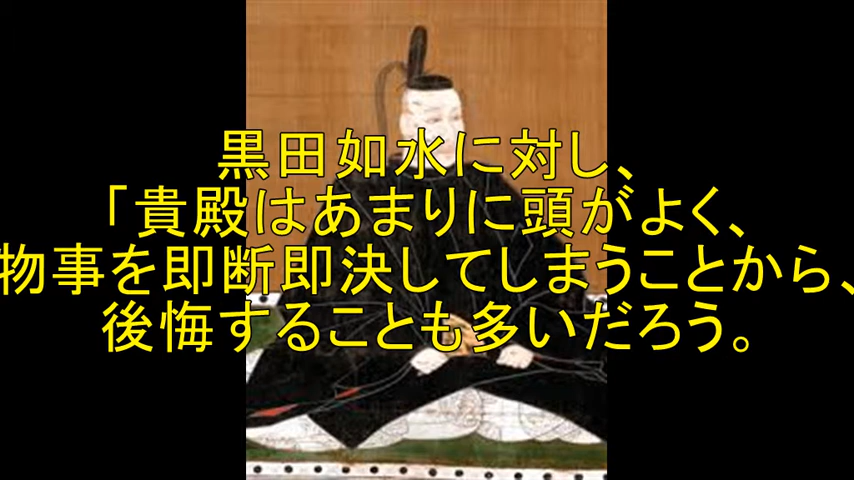 黒田如水に対し、
「貴殿はあまりに頭がよく、
物事を即断即決してしまうことから、
後悔することも多いだろう。